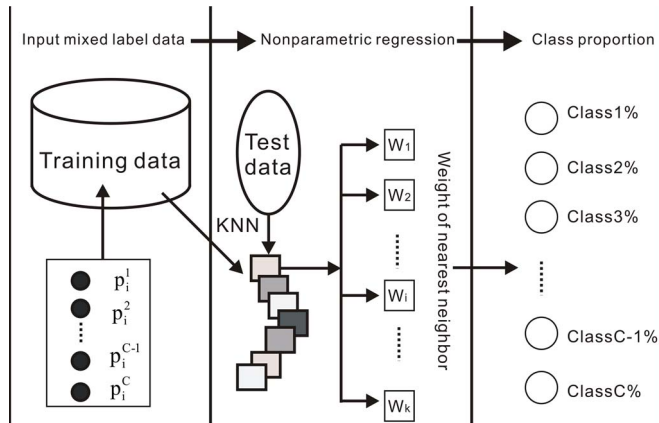 Input mixed label data
Nonparametric regression
Class proportion
Training data
p_i^1
p_i^2
p_i^{C-1}
p_i^C
Test
data
KNN
W1
W2
Wi
Wk
Weight of nearest neighbor
Class1%
Class2%
Class3%
ClassC-1%
ClassC%